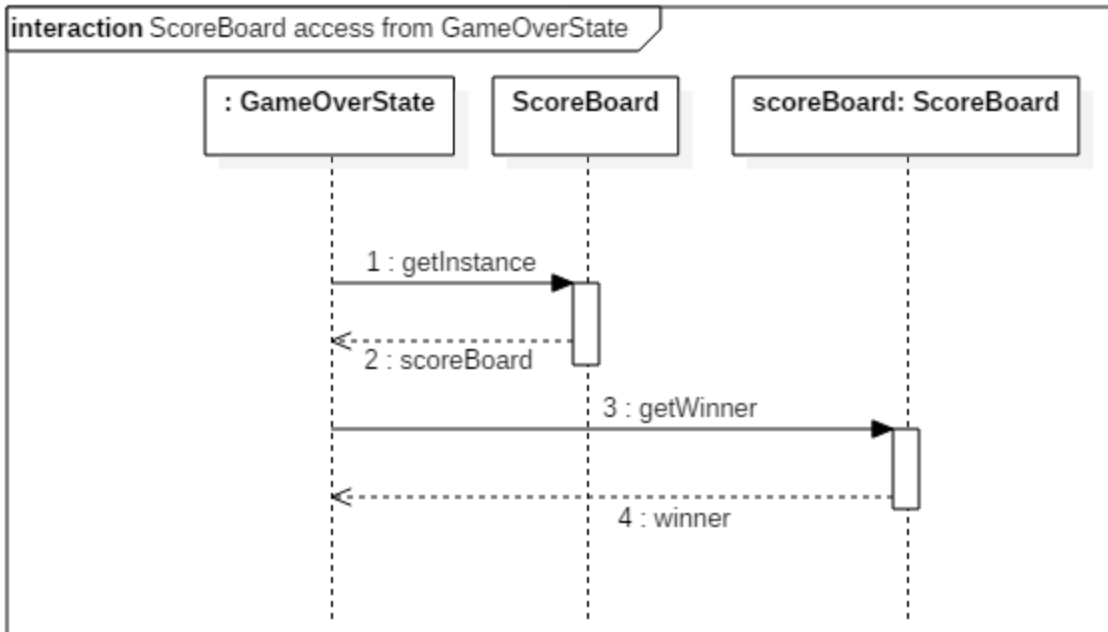 interaction ScoreBoard access from GameOverState
: GameOverState
ScoreBoard
scoreBoard: ScoreBoard
1 : getInstance
2 : scoreBoard
3 : getWinner
4 : winner